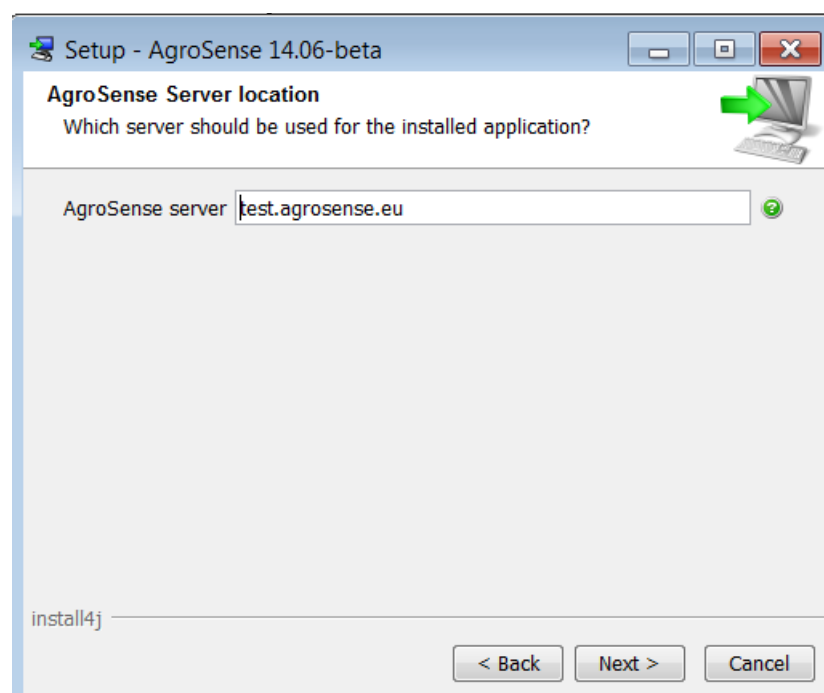 Setup - AgroSense 14.06-beta
AgroSense Server location
Which server should be used for the installed application?
AgroSense server test.agrosense.eu ?
install4j
< Back Next > Cancel